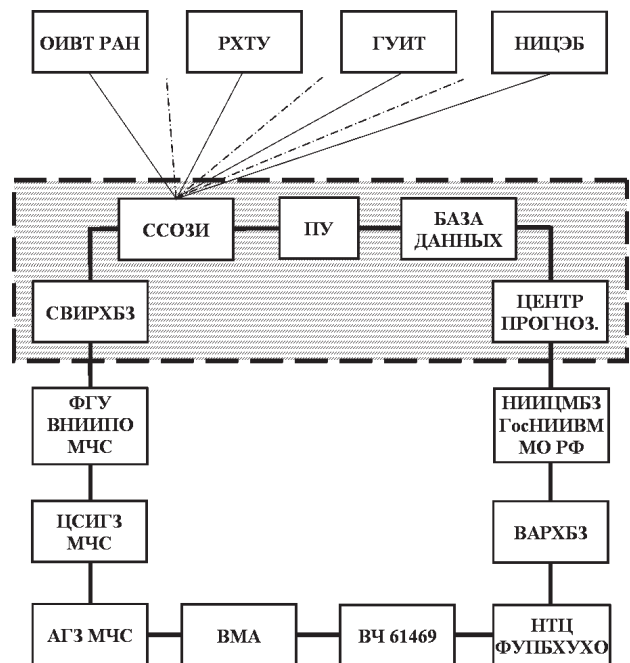 ОИВТ РАН
РХТУ
ГУИТ
НИЦЭБ
ССОЗИ
ПУ
БАЗА
ДАННЫХ
СВИРХБЗ
ЦЕНТР
ПРОГНОЗ.
ФГУ
ВНИИПО
МЧС
НИИЦМБЗ
ГосНИИВМ
МО РФ
ЦСИГЗ
МЧС
ВАРХБЗ
АГЗ МЧС
ВМА
ВЧ 61469
НТЦ
ФУПБХУХО